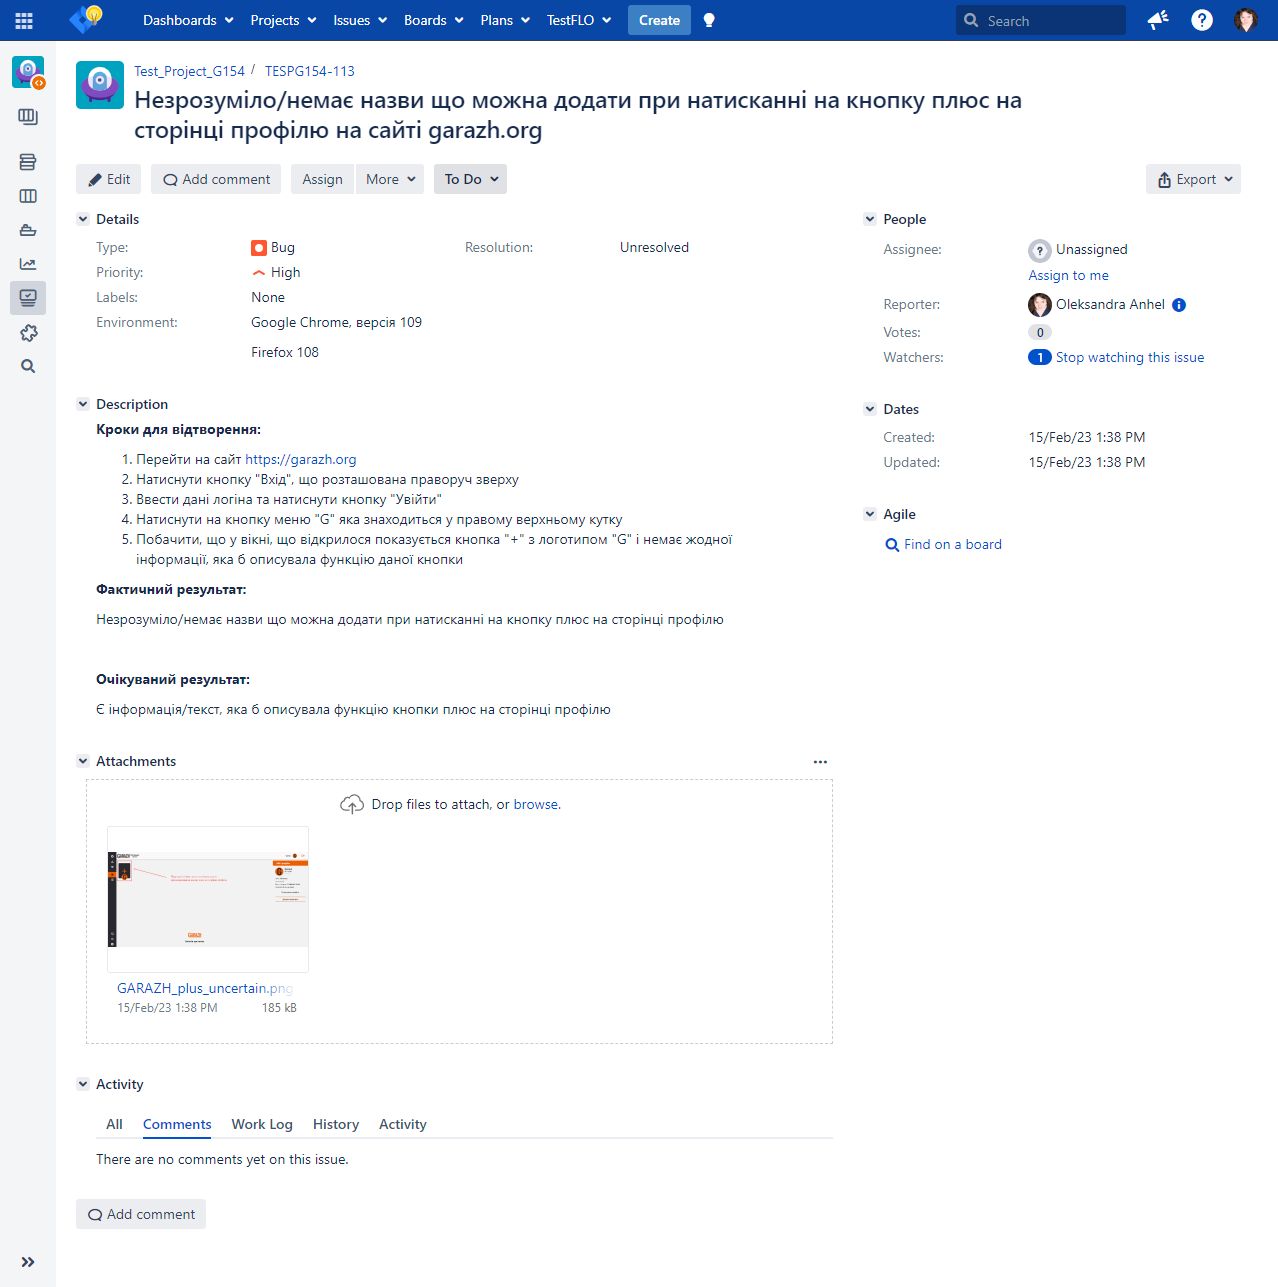 Dashboards Projects Issues Boards Plans TestFLO Create Search
Test_Project_G154 / TESPG154-113
Незрозуміло/немає назви що можна додати при натисканні на кнопку плюс на
сторінці профілю на сайті garazh.org
Edit Add comment Assign More To Do Export
Details
Type: Bug Resolution: Unresolved
Priority: High
Labels: None
Environment: Google Chrome, версія 109
Firefox 108
People
Assignee: Unassigned
Assign to me
Reporter: Oleksandra Anhel
Votes: 0
Watchers: 1 Stop watching this issue
Dates
Created: 15/Feb/23 1:38 PM
Updated: 15/Feb/23 1:38 PM
Agile
Find on a board
Description
Кроки для відтворення:
1. Перейти на сайт https://garazh.org
2. Натиснути кнопку "Вхід", що розташована праворуч зверху
3. Ввести дані логіна та натиснути кнопку "Увійти"
4. Натиснути на кнопку меню "G" яка знаходиться у правому верхньому кутку
5. Побачити, що у вікні, що відкрилося показується кнопка "+" з логотипом "G" і немає жодної
інформації, яка б описувала функцію даної кнопки
Фактичний результат:
Незрозуміло/немає назви що можна додати при натисканні на кнопку плюс на сторінці профілю
Очікуваний результат:
Є інформація/текст, яка б описувала функцію кнопки плюс на сторінці профілю
Attachments
Drop files to attach, or browse.
GARAZH
GARAZH
GARAZH_plus_uncertain.png
15/Feb/23 1:38 PM 185 kB
Activity
All Comments Work Log History Activity
There are no comments yet on this issue.
Add comment